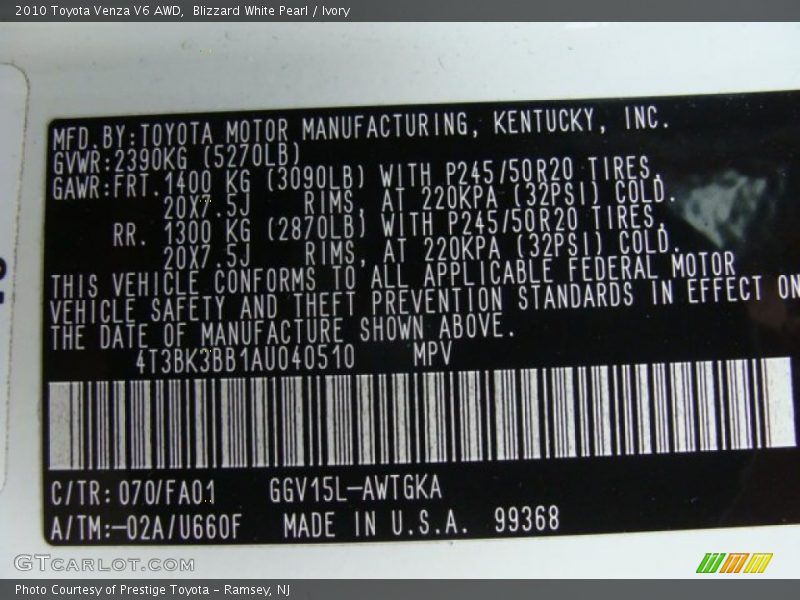 2010 Toyota Venza V6 AWD,  Blizzard White Pearl / Ivory
MFD.BY:TOYOTA MOTOR MANUFACTURING, KENTUCKY, INC.
GVWR:2390KG (5270LB)
GAWR:FRT.1400 KG (3090LB) WITH P245/50R20 TIRES,
20X7.5J RIMS, AT 220KPA (32PSI) COLD.
RR. 1300 KG (2870LB) WITH P245/50R20 TIRES,
20X7.5J RIMS, AT 220KPA (32PSI) COLD.
THIS VEHICLE CONFORMS TO ALL APPLICABLE FEDERAL MOTOR
VEHICLE SAFETY AND THEFT PREVENTION STANDARDS IN EFFECT ON
THE DATE OF MANUFACTURE SHOWN ABOVE.
4T3BK3BB1AU040510 MPV
C/TR:070/FA01 GGV15L-AWTGKA
A/TM:-02A/U660F MADE IN U.S.A. 99368
GTCARLOT.COM
Photo Courtesy of Prestige Toyota - Ramsey, NJ